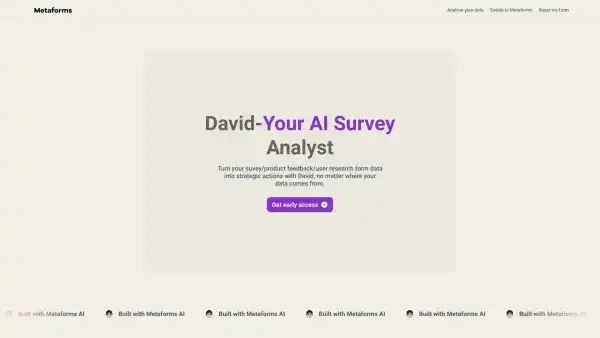 Metaforms
Analyse your data Switch to Metaforms Roast my form
David-Your AI Survey
Analyst
Turn your suvey/product feedback/user research form data
into strategic actions with David, no matter where your
data comes from.
Get early access
Built with Metaforms AI Built with Metaforms AI Built with Metaforms AI Built with Metaforms AI Built with Metaforms AI Built with Metaforms AI